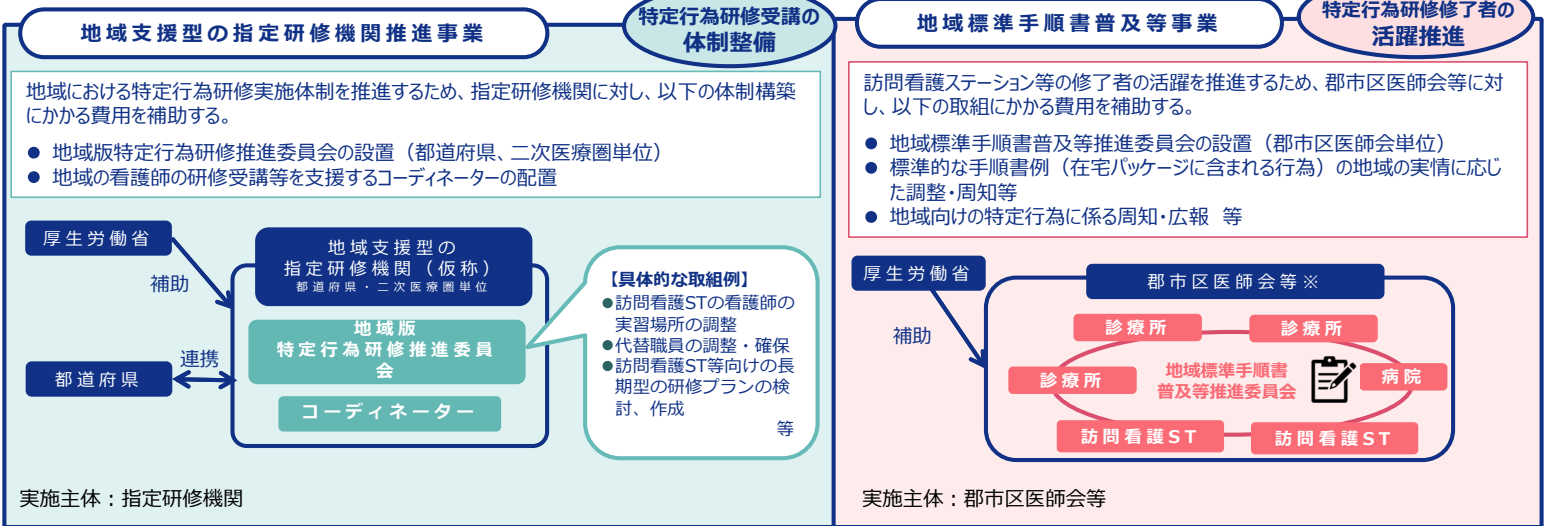 地域支援型の指定研修機関推進事業
特定行為研修受講の
体制整備
地域における特定行為研修実施体制を推進するため、指定研修機関に対し、以下の体制構築
にかかる費用を補助する。
● 地域版特定行為研修推進委員会の設置（都道府県、二次医療圏単位）
● 地域の看護師の研修受講等を支援するコーディネーターの配置
厚生労働省
補助
都道府県
連携
地域支援型の
指定研修機関（仮称）
都道府県・二次医療圏単位
地域版
特定行為研修推進委員
会
コーディネーター
【具体的な取組例】
●訪問看護STの看護師の
実習場所の調整
●代替職員の調整・確保
●訪問看護ST等向けの長
期型の研修プランの検
討、作成
等
実施主体：指定研修機関
地域標準手順書普及等事業
特定行為研修修了者の
活躍推進
訪問看護ステーション等の修了者の活躍を推進するため、郡市区医師会等に対
し、以下の取組にかかる費用を補助する。
● 地域標準手順書普及等推進委員会の設置（郡市区医師会単位）
● 標準的な手順書例（在宅パッケージに含まれる行為）の地域の実情に応じ
た調整・周知等
● 地域向けの特定行為に係る周知・広報 等
厚生労働省
補助
郡市区医師会等※
診療所
診療所
診療所
地域標準手順書
普及等推進委員会
病院
訪問看護ST
訪問看護ST
実施主体：郡市区医師会等